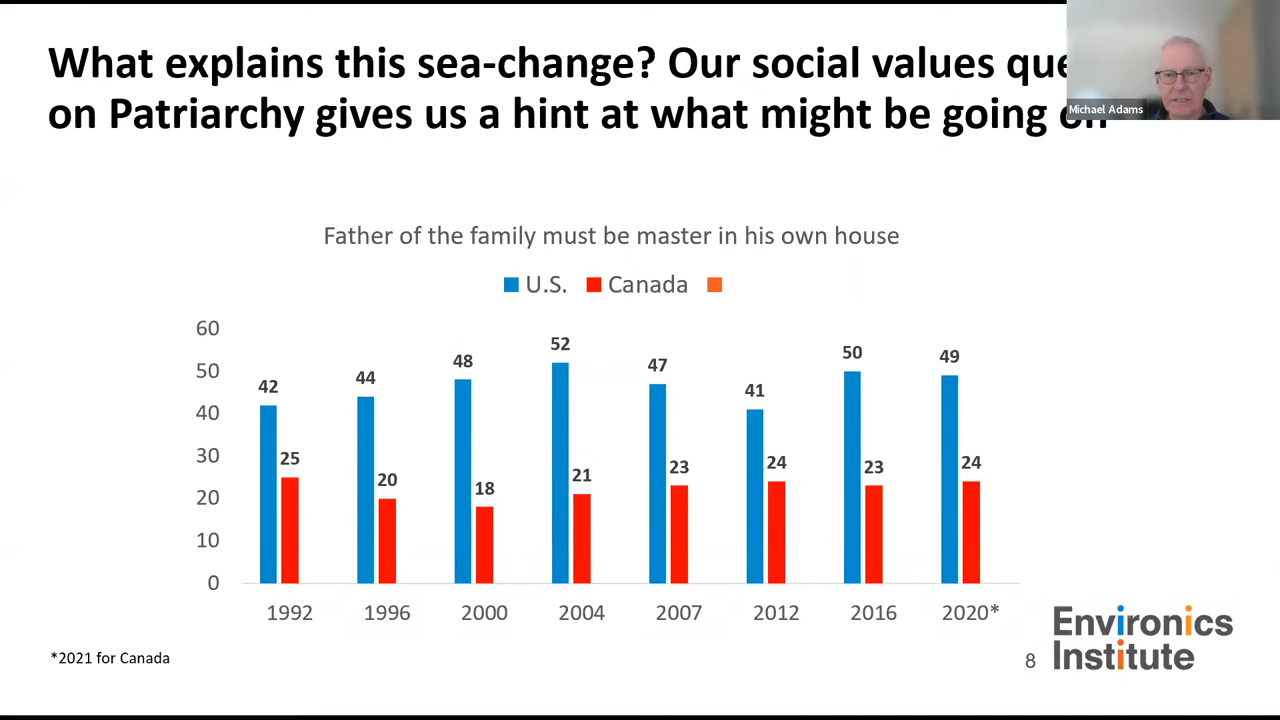 What explains this sea-change? Our social values
on Patriarchy gives us a hint at what might be going on
Michael Adams
Father of the family must be master in his own house
U.S. Canada
60
50
40
30
20
10
0
42 25 44 20 48 18 52 21 47 23 41 24 50 23 49 24
1992 1996 2000 2004 2007 2012 2016 2020*
*2021 for Canada
8
Environics
Institute